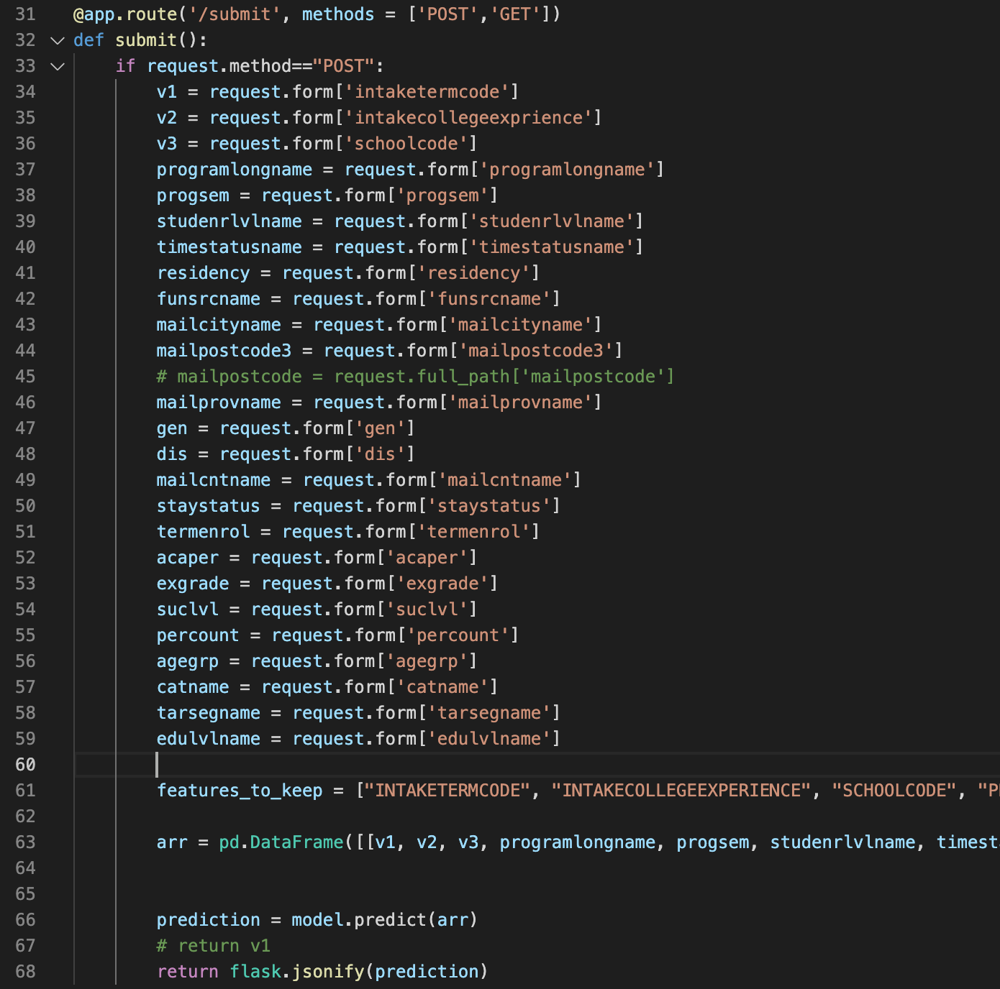 31 @app.route('/submit', methods = ['POST','GET'])
32 def submit():
33 if request.method=="POST":
34 v1 = request.form['intaketermcode']
35 v2 = request.form['intakecollegeexprience']
36 v3 = request.form['schoolcode']
37 programlongname = request.form['programlongname']
38 progsem = request.form['progsem']
39 studenrlvlname = request.form['studenrlvlname']
40 timestatusname = request.form['timestatusname']
41 residency = request.form['residency']
42 funsrcname = request.form['funsrcname']
43 mailcityname = request.form['mailcityname']
44 mailpostcode3 = request.form['mailpostcode3']
45 # mailpostcode = request.full_path['mailpostcode']
46 mailprovname = request.form['mailprovname']
47 gen = request.form['gen']
48 dis = request.form['dis']
49 mailcntname = request.form['mailcntname']
50 staystatus = request.form['staystatus']
51 termenrol = request.form['termenrol']
52 acaper = request.form['acaper']
53 exgrade = request.form['exgrade']
54 suclvl = request.form['suclvl']
55 percount = request.form['percount']
56 agegrp = request.form['agegrp']
57 catname = request.form['catname']
58 tarsegname = request.form['tarsegname']
59 edulvlname = request.form['edulvlname']
60
61 features_to_keep = ["INTAKETERMCODE", "INTAKECOLLEGEEXPERIENCE", "SCHOOLCODE", "P
62
63 arr = pd.DataFrame([[v1, v2, v3, programlongname, progsem, studenrlvlname, timest
64
65
66 prediction = model.predict(arr)
67 # return v1
68 return flask.jsonify(prediction)